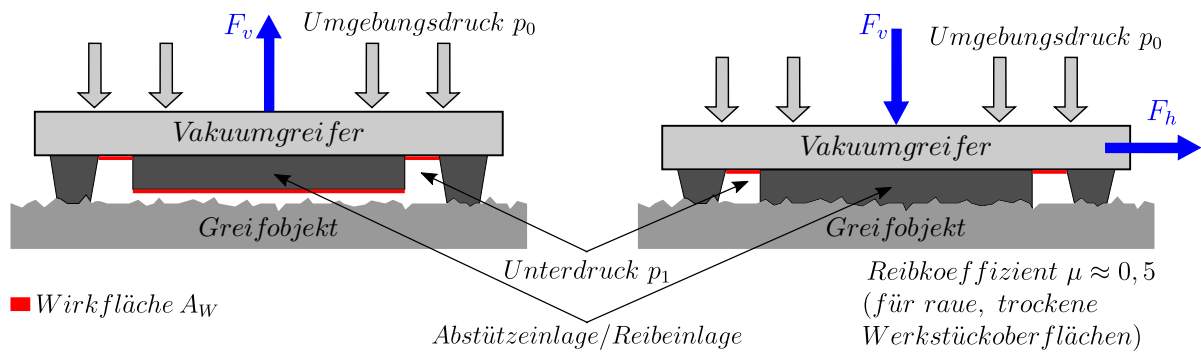 F_v
Umgebungsdruck p_0
Vakuumgreifer
Greifobjekt
Wirkfläche A_W
Unterdruck p_1
Abstützeinlage/Reibeinlage
F_v
Umgebungsdruck p_0
F_h
Vakuumgreifer
Greifobjekt
Reibkoeffizient μ ≈ 0,5
(für raue, trockene
Werkstückoberflächen)